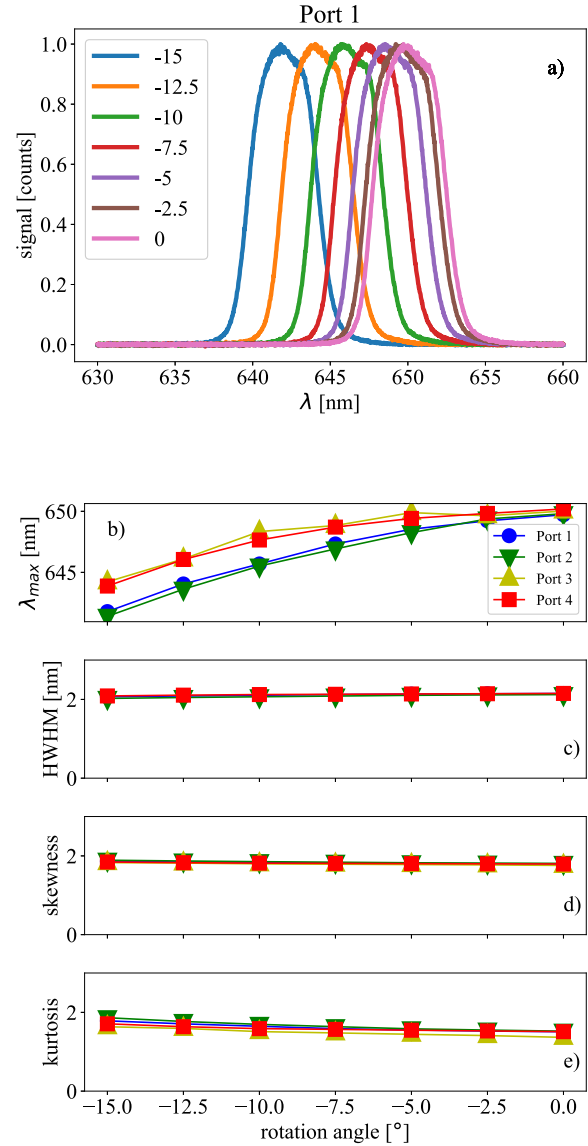 Port 1
a)
-15
-12.5
-10
-7.5
-5
-2.5
0
signal [counts]
1.0
0.8
0.6
0.4
0.2
0.0
630 635 640 645 650 655 660
λ [nm]
b)
λmax [nm]
650
645
Port 1
Port 2
Port 3
Port 4
HWHM [nm]
2
0
c)
skewness
2
0
d)
kurtosis
2
0
e)
−15.0 −12.5 −10.0 −7.5 −5.0 −2.5 0.0
rotation angle [°]